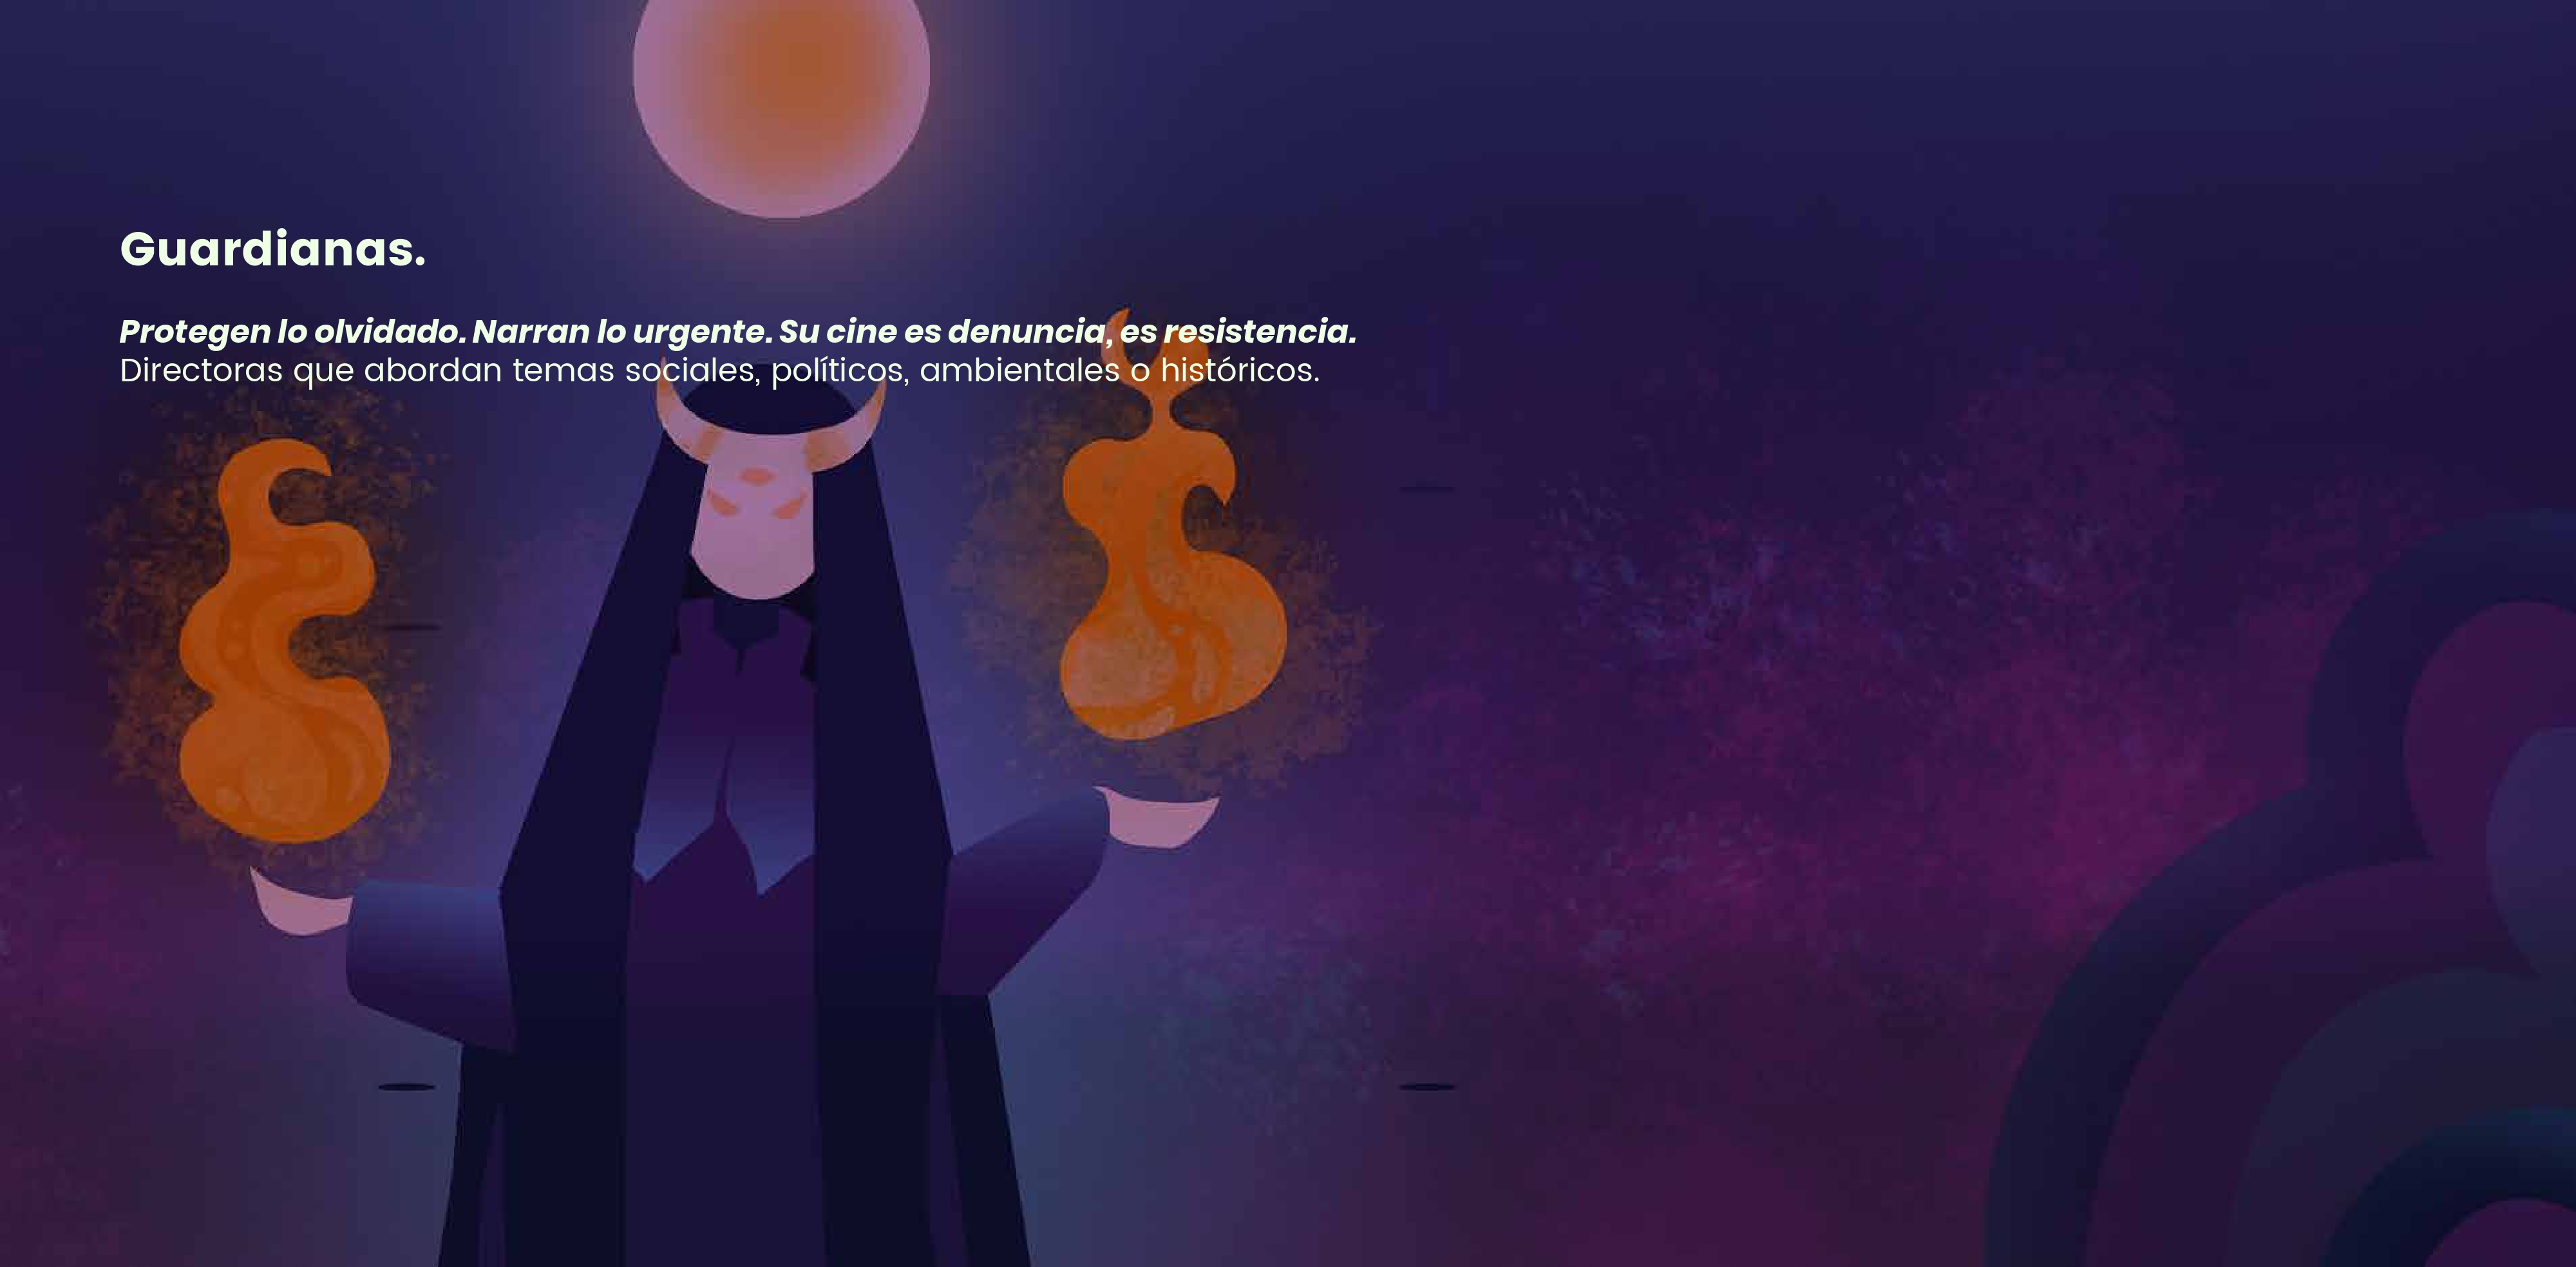 Guardianas.
Protegen lo olvidado. Narran lo urgente. Su cine es denuncia, es resistencia.
Directoras que abordan temas sociales, políticos, ambientales o históricos.